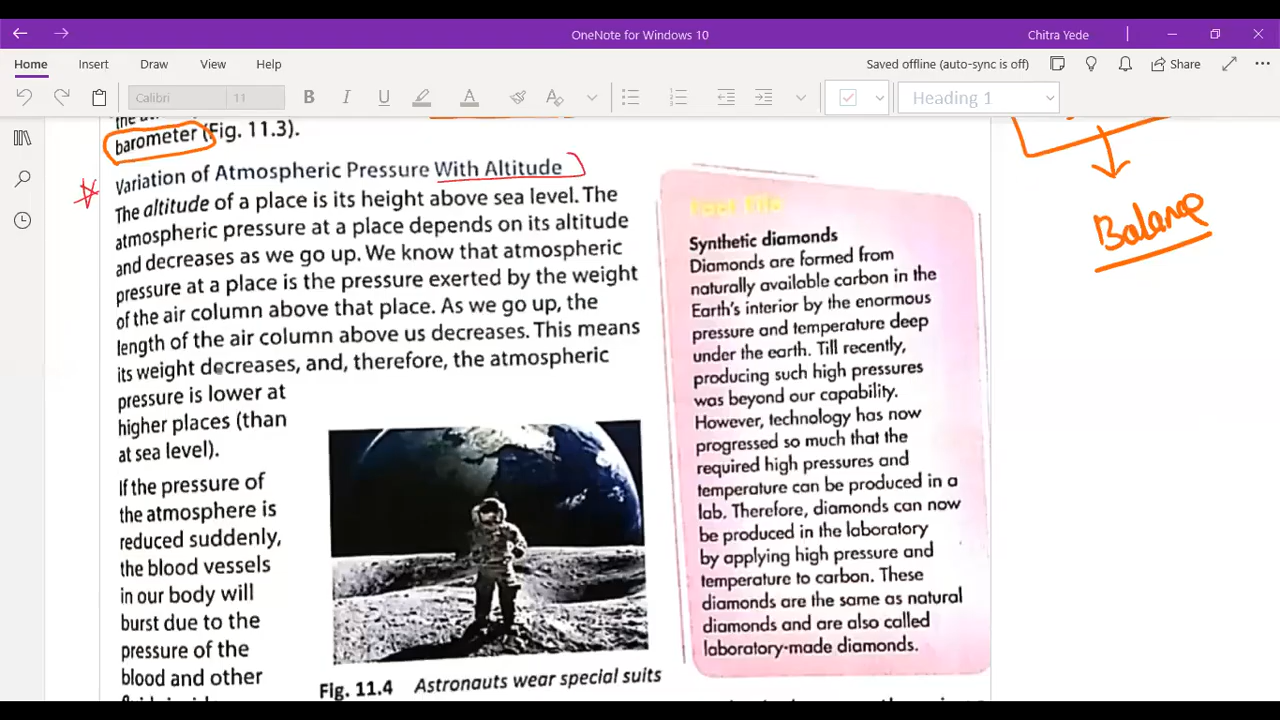 OneNote for Windows 10
Chitra Yede
Home
Insert
Draw
View
Help
Saved offline (auto-sync is off)
Share
Calibri
11
B
I
U
A
Heading 1
barometer (Fig. 11.3).
Variation of Atmospheric Pressure With Altitude
The altitude of a place is its height above sea level. The
atmospheric pressure at a place depends on its altitude
and decreases as we go up. We know that atmospheric
pressure at a place is the pressure exerted by the weight
of the air column above that place. As we go up, the
length of the air column above us decreases. This means
its weight decreases, and, therefore, the atmospheric
pressure is lower at
higher places (than
at sea level).
If the pressure of
the atmosphere is
reduced suddenly,
the blood vessels
in our body will
burst due to the
pressure of the
blood and other
Fig. 11.4 Astronauts wear special suits
Fact file
Synthetic diamonds
Diamonds are formed from
naturally available carbon in the
Earth's interior by the enormous
pressure and temperature deep
under the earth. Till recently,
producing such high pressures
was beyond our capability.
However, technology has now
progressed so much that the
required high pressures and
temperature can be produced in a
lab. Therefore, diamonds can now
be produced in the laboratory
by applying high pressure and
temperature to carbon. These
diamonds are the same as natural
diamonds and are also called
laboratory-made diamonds.
Balance